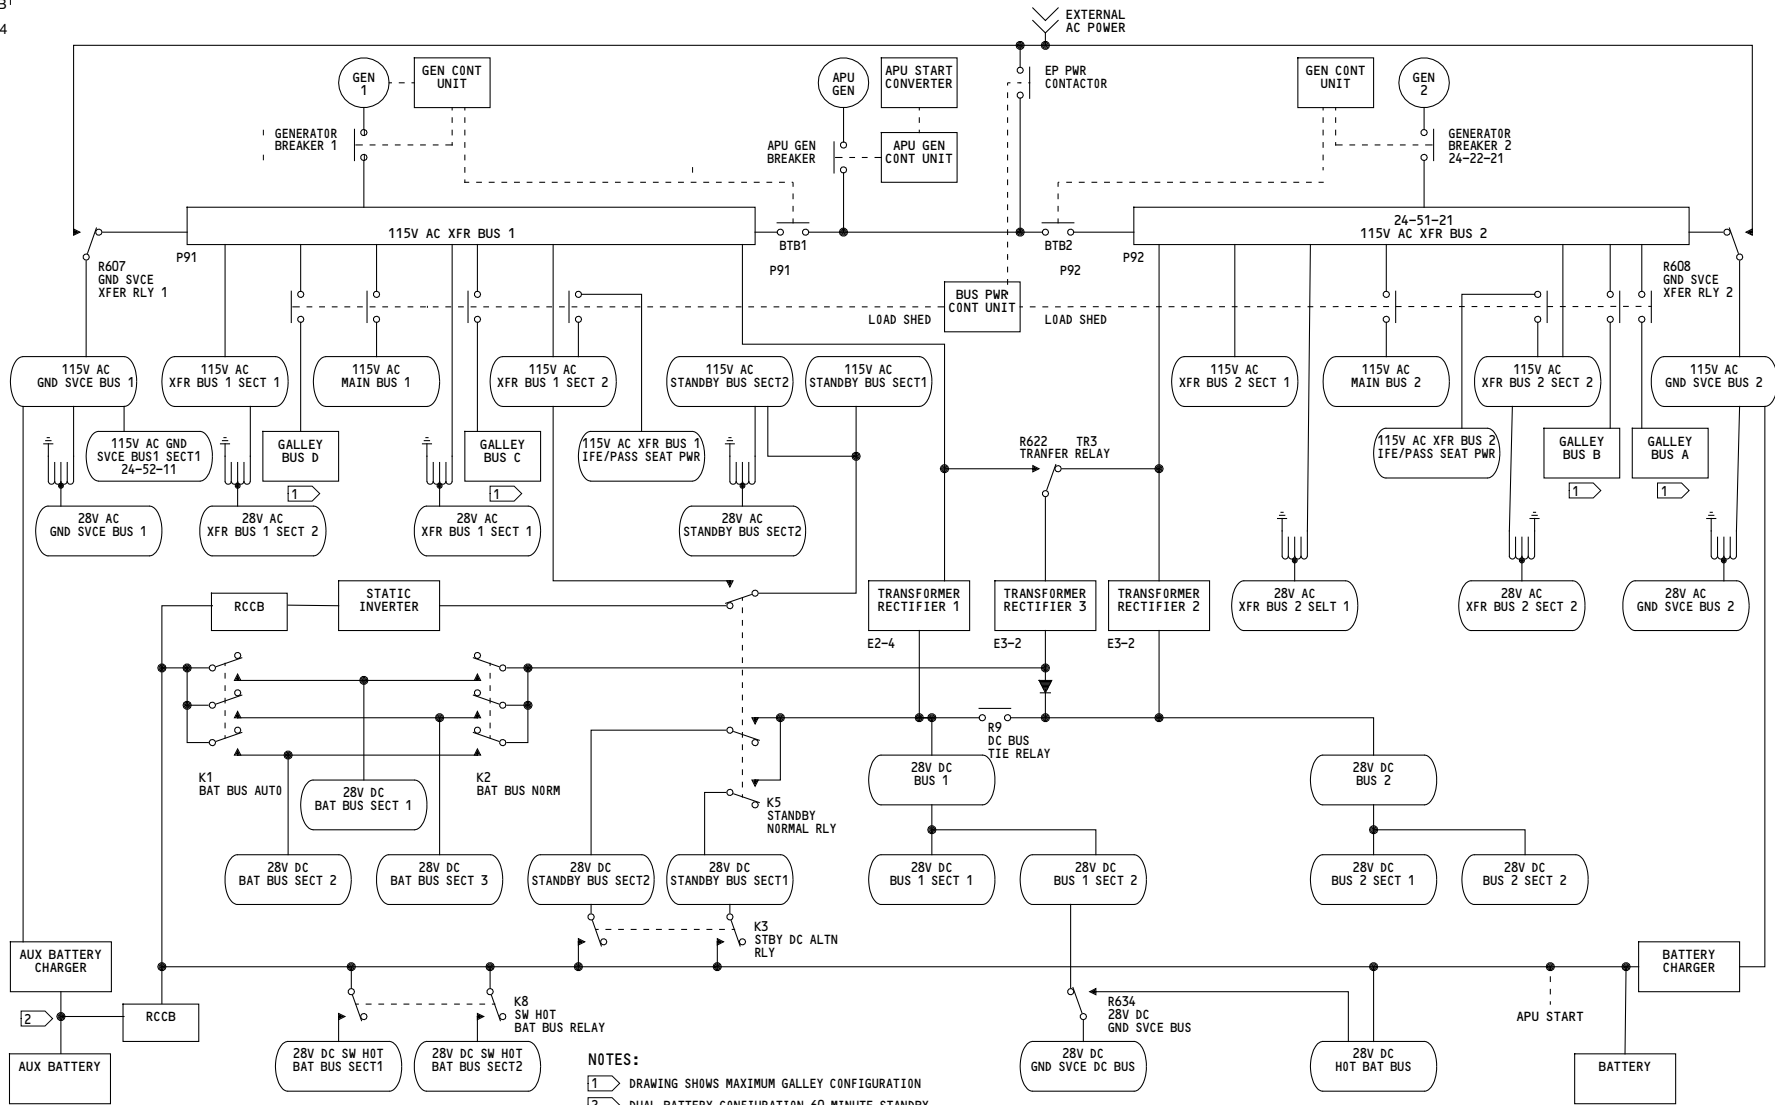 4
EXTERNAL
AC POWER
GEN
1
GEN CONT
UNIT
APU
GEN
APU START
CONVERTER
EP PWR
CONTACTOR
GEN CONT
UNIT
GEN
2
GENERATOR
BREAKER 1
APU GEN
BREAKER
APU GEN
CONT UNIT
GENERATOR
BREAKER 2
24-22-21
115V AC XFR BUS 1
24-51-21
115V AC XFR BUS 2
BTB1
BTB2
P91
P91
P92
P92
R607
GND SVCE
XFER RLY 1
R608
GND SVCE
XFER RLY 2
BUS PWR
CONT UNIT
LOAD SHED
LOAD SHED
115V AC
GND SVCE BUS 1
115V AC
XFR BUS 1 SECT 1
115V AC
MAIN BUS 1
115V AC
XFR BUS 1 SECT 2
115V AC
STANDBY BUS SECT2
115V AC
STANDBY BUS SECT1
115V AC
XFR BUS 2 SECT 1
115V AC
MAIN BUS 2
115V AC
XFR BUS 2 SECT 2
115V AC
GND SVCE BUS 2
115V AC GND
SVCE BUS1 SECT1
24-52-11
GALLEY
BUS D
GALLEY
BUS C
115V AC XFR BUS 1
IFE/PASS SEAT PWR
R622
TR3
TRANFER RELAY
115V AC XFR BUS 2
IFE/PASS SEAT PWR
GALLEY
BUS B
GALLEY
BUS A
1
1
1
1
28V AC
GND SVCE BUS 1
28V AC
XFR BUS 1 SECT 2
28V AC
XFR BUS 1 SECT 1
28V AC
STANDBY BUS SECT2
RCCB
STATIC
INVERTER
TRANSFORMER
RECTIFIER 1
TRANSFORMER
RECTIFIER 3
TRANSFORMER
RECTIFIER 2
28V AC
XFR BUS 2 SELT 1
28V AC
XFR BUS 2 SECT 2
28V AC
GND SVCE BUS 2
E2-4
E3-2
E3-2
R9
DC BUS
TIE RELAY
K1
BAT BUS AUTO
28V DC
BAT BUS SECT 1
K2
BAT BUS NORM
K5
STANDBY
NORMAL RLY
28V DC
BUS 1
28V DC
BUS 2
28V DC
BAT BUS SECT 2
28V DC
BAT BUS SECT 3
28V DC
STANDBY BUS SECT2
28V DC
STANDBY BUS SECT1
28V DC
BUS 1 SECT 1
28V DC
BUS 1 SECT 2
28V DC
BUS 2 SECT 1
28V DC
BUS 2 SECT 2
K3
STBY DC ALTN
RLY
AUX BATTERY
CHARGER
BATTERY
CHARGER
2
RCCB
K8
SW HOT
BAT BUS RELAY
R634
28V DC
GND SVCE BUS
APU START
AUX BATTERY
28V DC SW HOT
BAT BUS SECT1
28V DC SW HOT
BAT BUS SECT2
28V DC
GND SVCE DC BUS
28V DC
HOT BAT BUS
BATTERY
NOTES:
1 DRAWING SHOWS MAXIMUM GALLEY CONFIGURATION
2 DUAL BATTERY CONFIURATION 60 MINUTE STANDBY